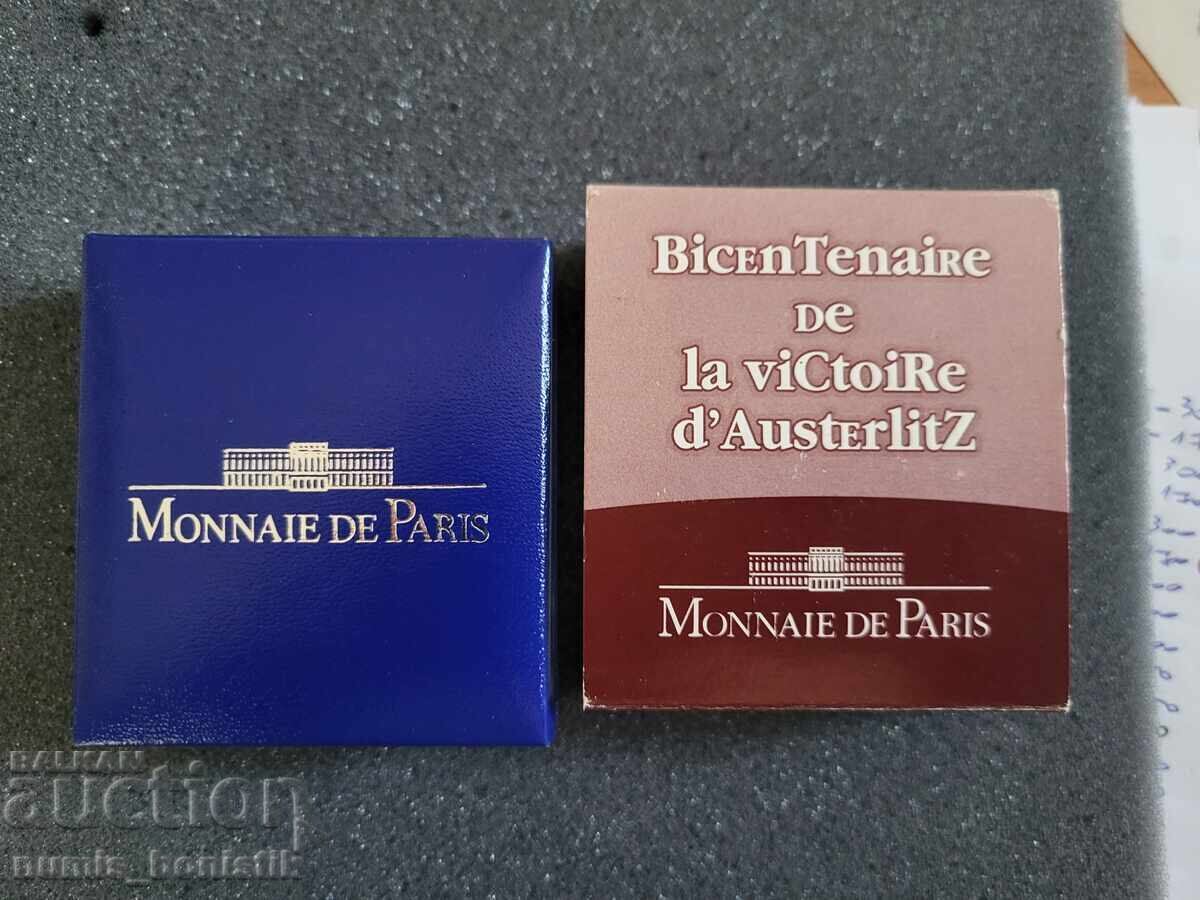 MONNAIE DE PARIS
BicEnTenaiRe
De
la viCtoiRe
d'AustErlitZ
MONNAIE DE PARIS
BALKAN
auction
numis_bonistik